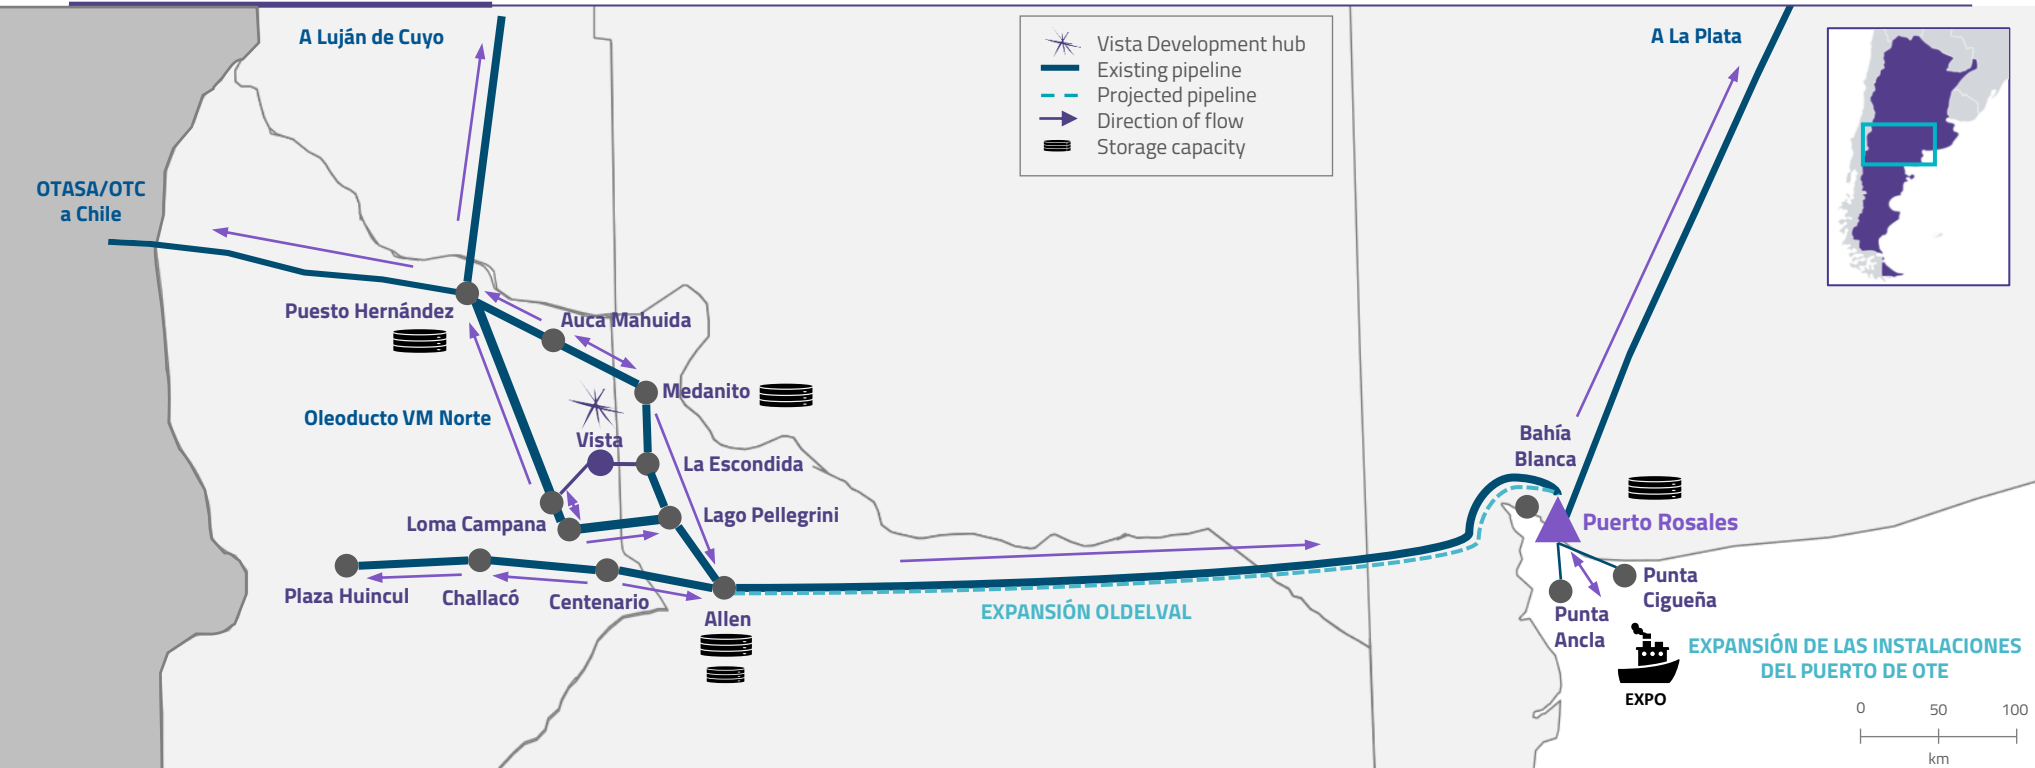 A Luján de Cuyo
Vista Development hub
Existing pipeline
Projected pipeline
Direction of flow
Storage capacity
A La Plata
OTASA/OTC
a Chile
Puesto Hernández
Auca Mahuida
Medanito
Oleoducto VM Norte
Vista
La Escondida
Loma Campana
Lago Pellegrini
Bahía
Blanca
Puerto Rosales
Plaza Huincul
Challacó
Centenario
Allen
EXPANSIÓN OLDELVAL
Punta
Cigueña
Punta
Ancla
EXPO
EXPANSIÓN DE LAS INSTALACIONES
DEL PUERTO DE OTE
0 50 100
km